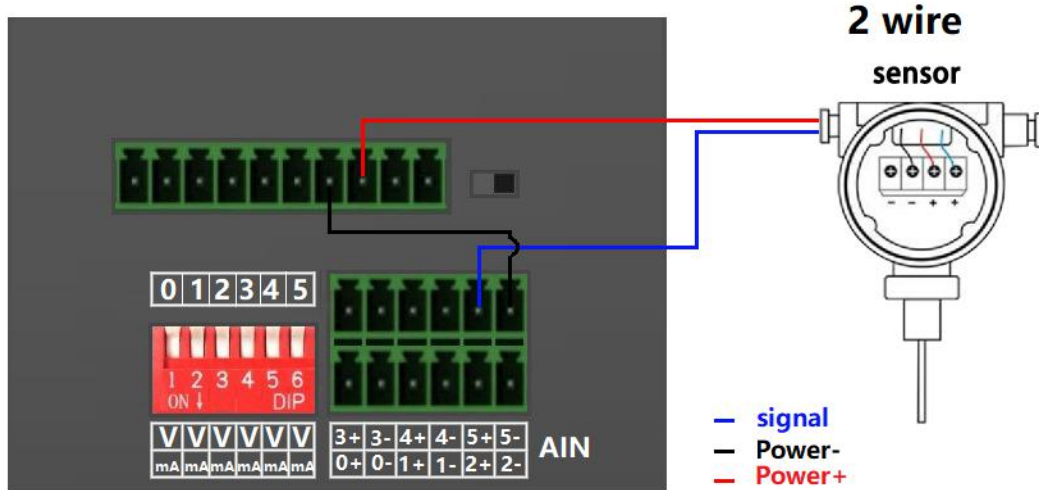 2 wire
sensor
- - + +
0 1 2 3 4 5
1 2 3 4 5 6
ON ↓ DIP
V V V V V V
mA mA mA mA mA mA
3+ 3- 4+ 4- 5+ 5-
0+ 0- 1+ 1- 2+ 2-
AIN
signal
Power-
Power+